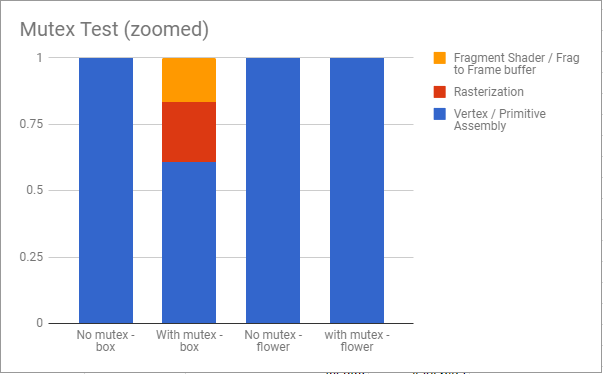 Mutex Test (zoomed)
1
0.75
0.5
0.25
0
No mutex -
box
With mutex -
box
No mutex -
flower
with mutex -
flower
Fragment Shader / Frag
to Frame buffer
Rasterization
Vertex / Primitive
Assembly